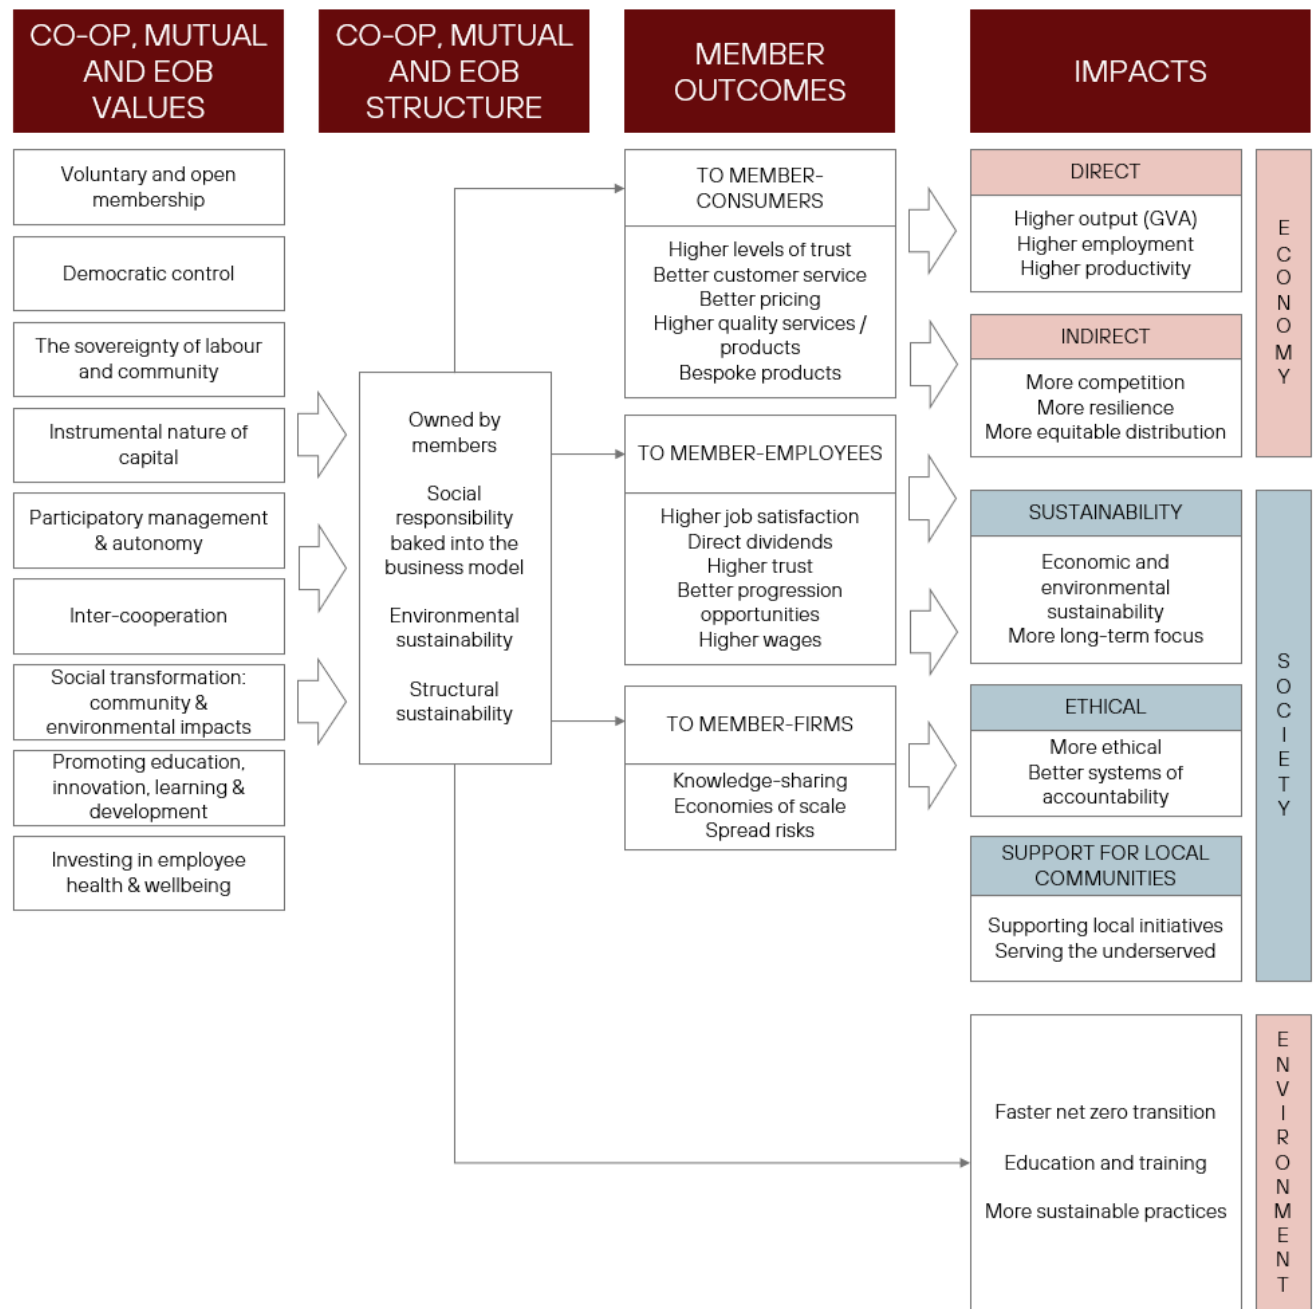 CO-OP, MUTUAL
AND EOB
VALUES
CO-OP, MUTUAL
AND EOB
STRUCTURE
MEMBER
OUTCOMES
IMPACTS
Voluntary and open
membership
Democratic control
The sovereignty of labour
and community
Instrumental nature of
capital
Participatory management
& autonomy
Inter-cooperation
Social transformation:
community &
environmental impacts
Promoting education,
innovation, learning &
development
Investing in employee
health & wellbeing
Owned by
members
Social
responsibility
baked into the
business model
Environmental
sustainability
Structural
sustainability
TO MEMBER-
CONSUMERS
Higher levels of trust
Better customer service
Better pricing
Higher quality services /
products
Bespoke products
TO MEMBER-EMPLOYEES
Higher job satisfaction
Direct dividends
Higher trust
Better progression
opportunities
Higher wages
TO MEMBER-FIRMS
Knowledge-sharing
Economies of scale
Spread risks
DIRECT
Higher output (GVA)
Higher employment
Higher productivity
INDIRECT
More competition
More resilience
More equitable distribution
ECONOMY
SUSTAINABILITY
Economic and
environmental
sustainability
More long-term focus
ETHICAL
More ethical
Better systems of
accountability
SUPPORT FOR LOCAL
COMMUNITIES
Supporting local initiatives
Serving the underserved
SOCIETY
Faster net zero transition
Education and training
More sustainable practices
ENVIRONMENT